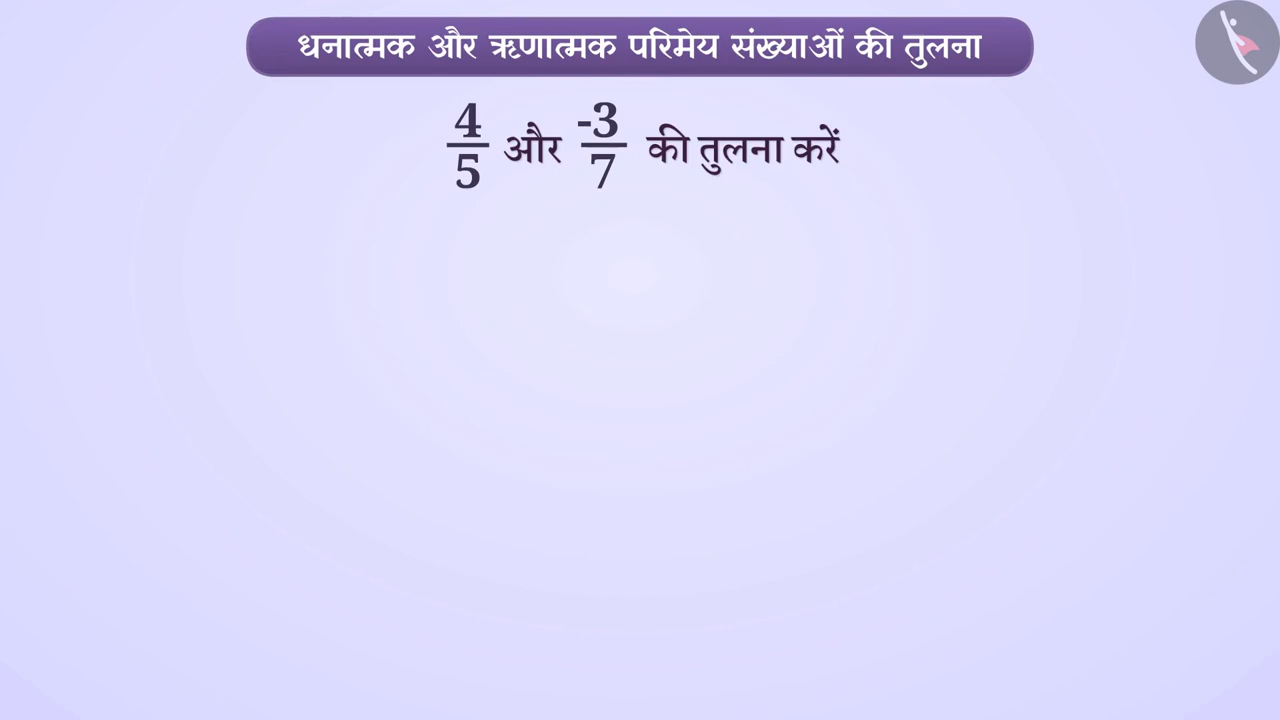 धनात्मक और ऋणात्मक परिमेय संख्याओं की तुलना
4/5 और -3/7 की तुलना करें